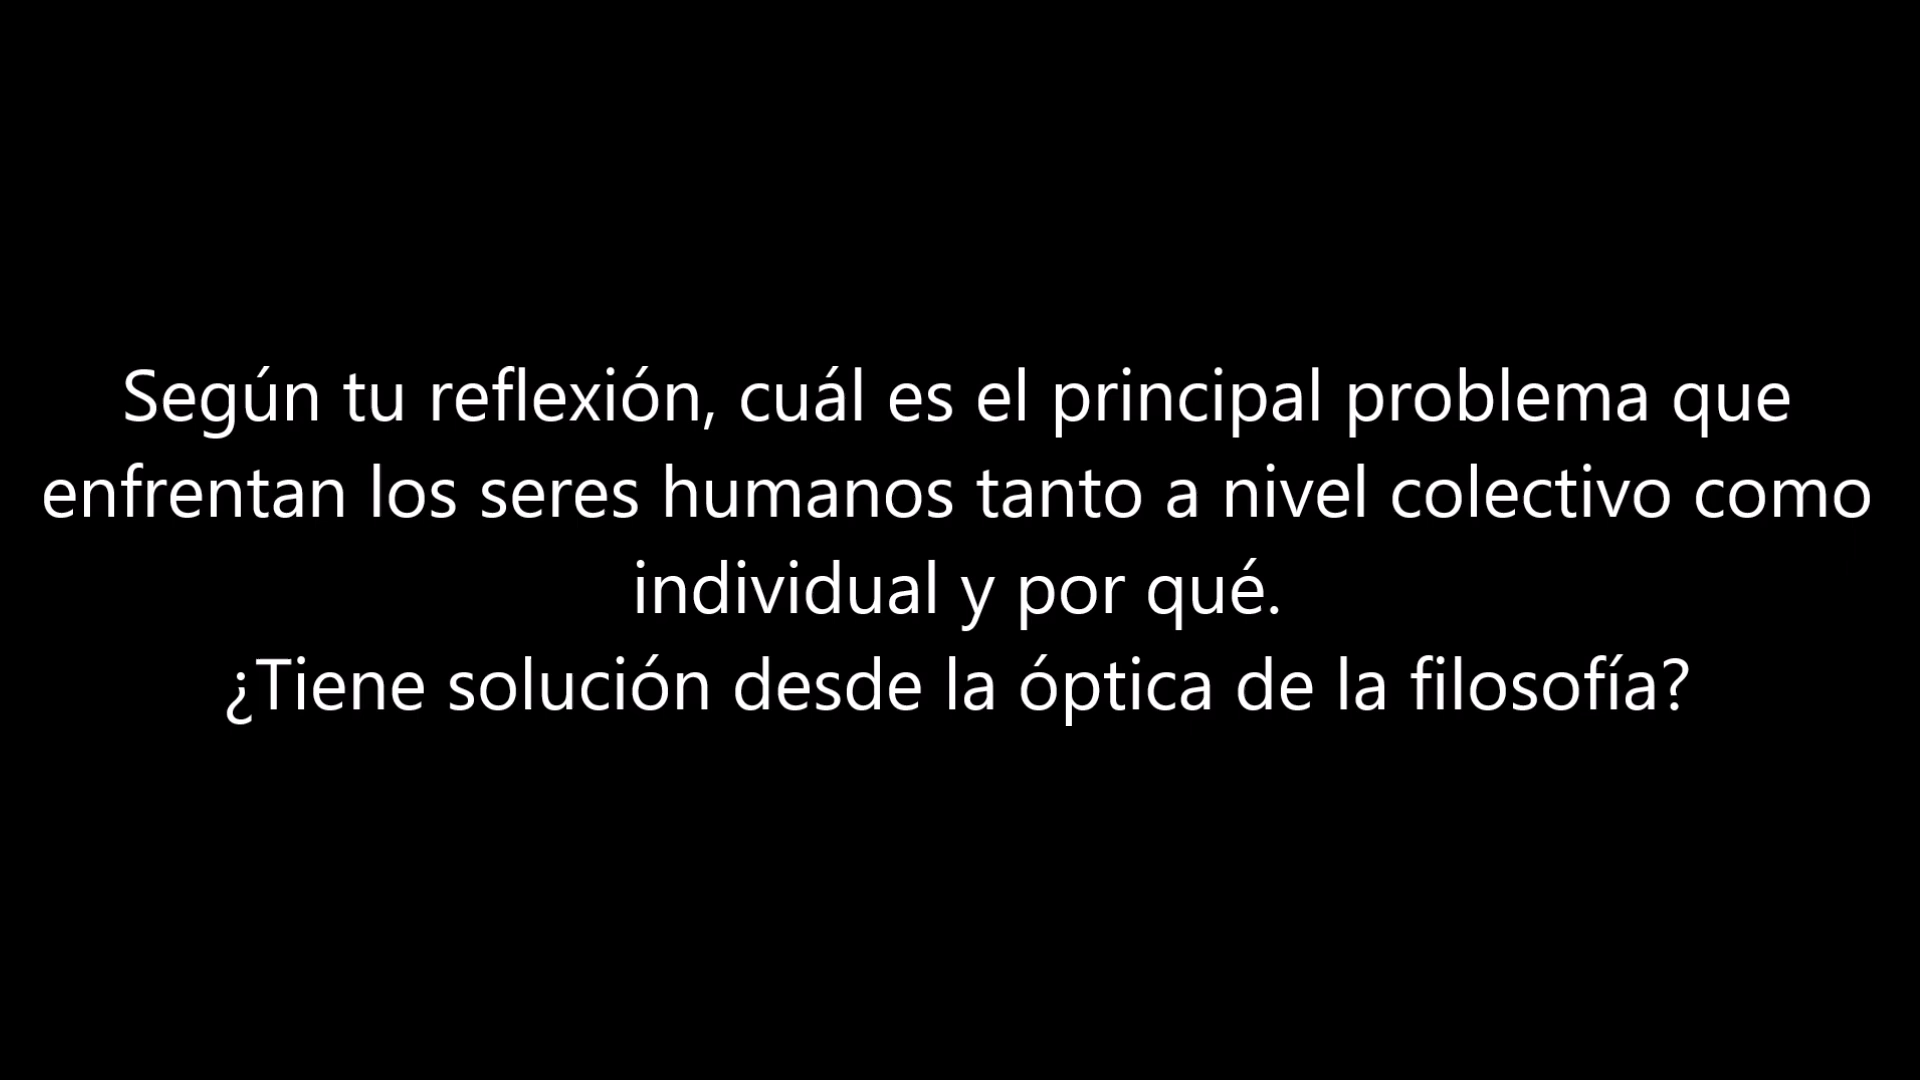 Según tu reflexión, cuál es el principal problema que
enfrentan los seres humanos tanto a nivel colectivo como
individual y por qué.
¿Tiene solución desde la óptica de la filosofía?